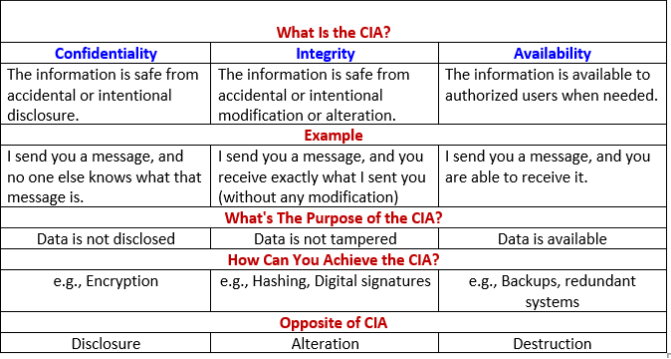 What Is the CIA?
Confidentiality Integrity Availability
The information is safe from accidental or intentional disclosure.
The information is safe from accidental or intentional modification or alteration.
The information is available to authorized users when needed.
Example
I send you a message, and no one else knows what that message is.
I send you a message, and you receive exactly what I sent you (without any modification)
I send you a message, and you are able to receive it.
What's The Purpose of the CIA?
Data is not disclosed Data is not tampered Data is available
How Can You Achieve the CIA?
e.g., Encryption
e.g., Hashing, Digital signatures
e.g., Backups, redundant systems
Opposite of CIA
Disclosure Alteration Destruction